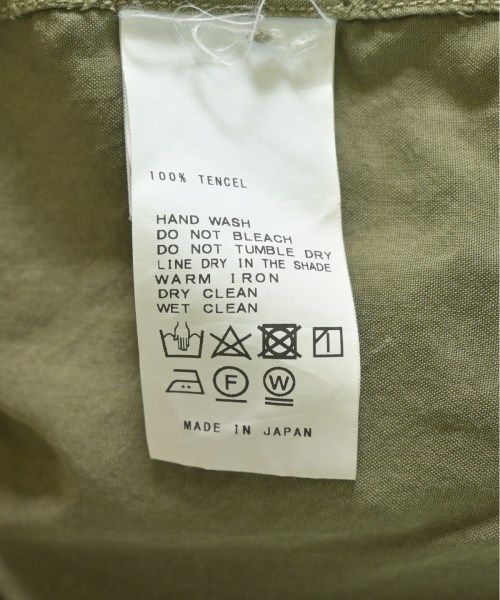 100% TENCEL
HAND WASH
DO NOT BLEACH
DO NOT TUMBLE DRY
LINE DRY IN THE SHADE
WARM IRON
DRY CLEAN
WET CLEAN
F W
MADE IN JAPAN